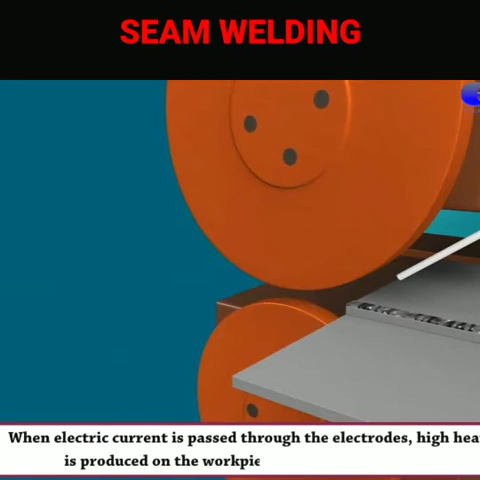 SEAM WELDING
When electric current is passed through the electrodes, high hea
is produced on the workpie